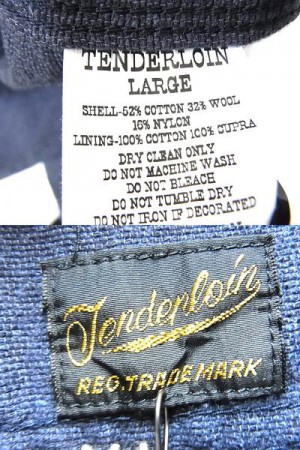 TENDERLOIN
LARGE
SHELL-52% COTTON 32% WOOL
16% NYLON
LINING-100% COTTON 100% CUPRA
DRY CLEAN ONLY
DO NOT MACHINE WASH
DO NOT BLEACH
DO NOT TUMBLE DRY
DO NOT IRON IF DECORATED
Tenderloin
REG. TRADE MARK